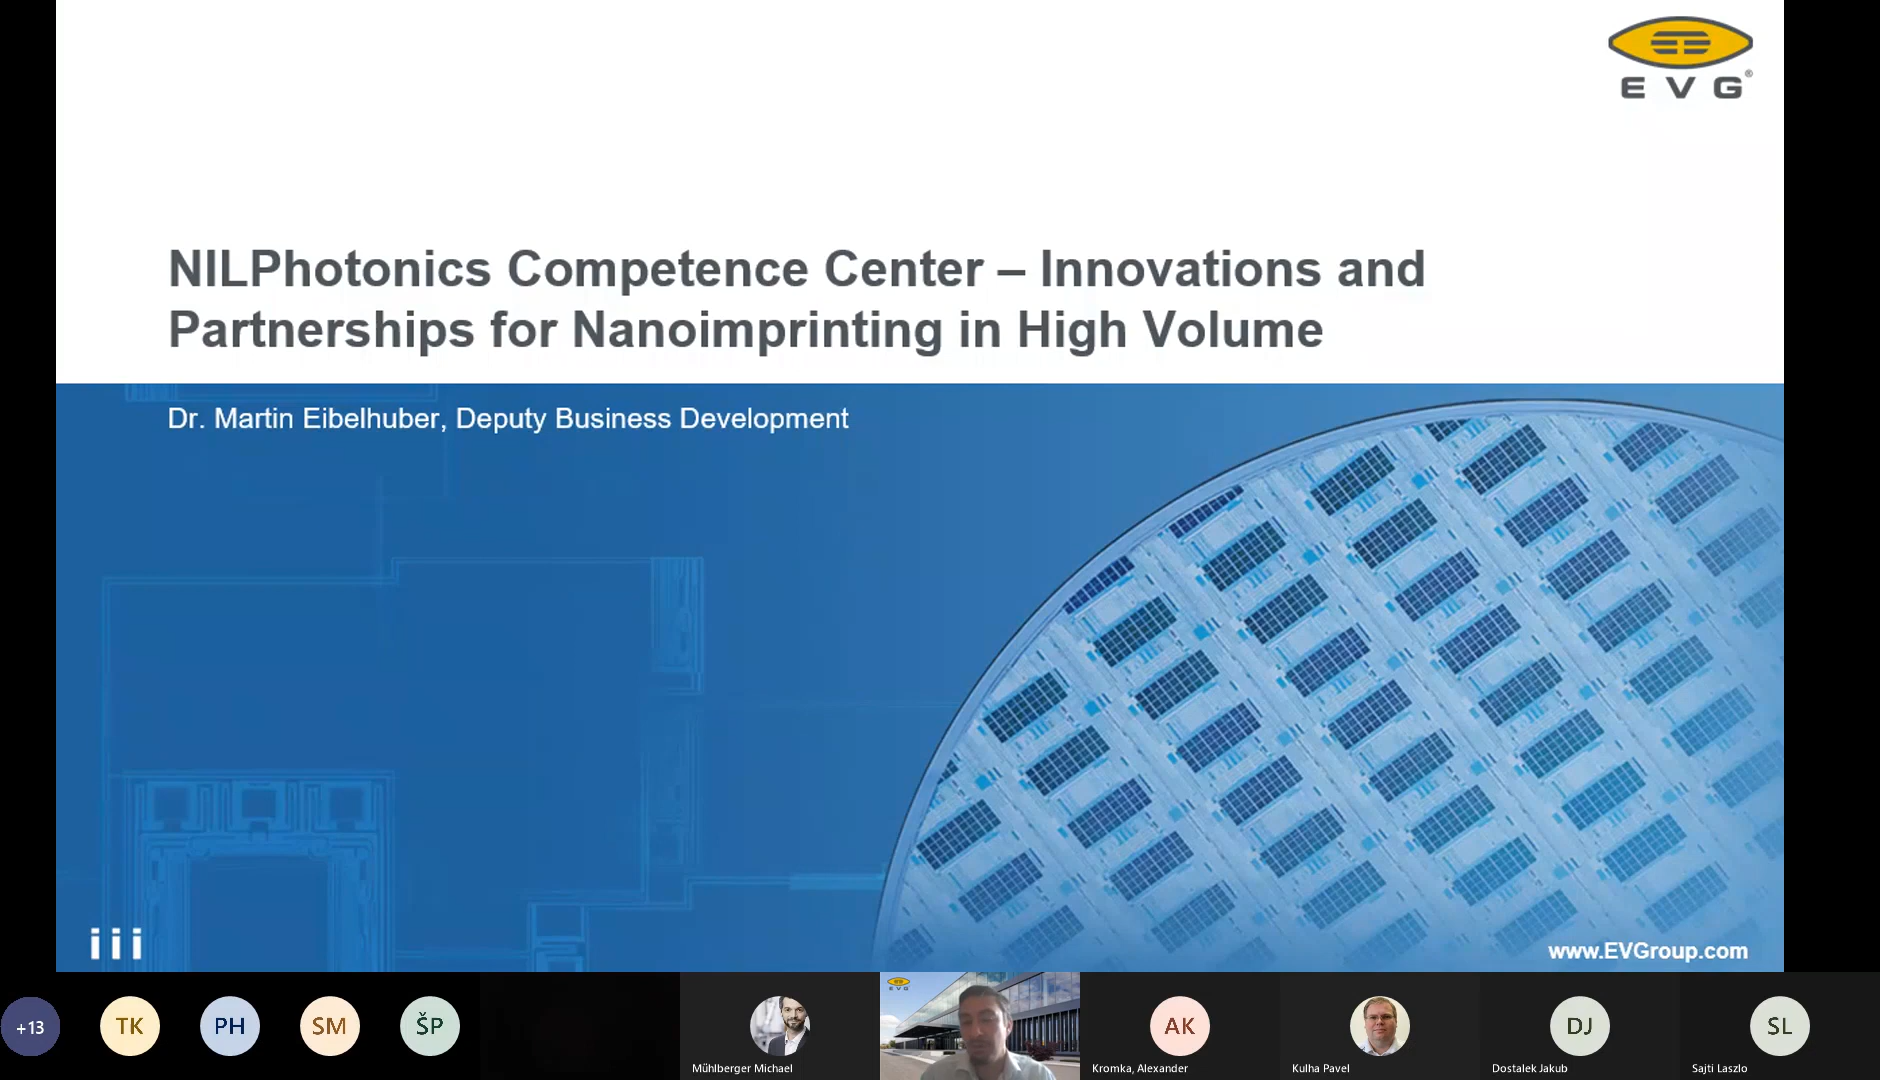 EVG®
NILPhotonics Competence Center – Innovations and
Partnerships for Nanoimprinting in High Volume
Dr. Martin Eibelhuber, Deputy Business Development
iii
www.EVGroup.com
+13
TK
PH
SM
ŠP
Mühlberger Michael
EVG
AK
Kromka, Alexander
Kulha Pavel
DJ
Dostalek Jakub
SL
Sajti Laszlo